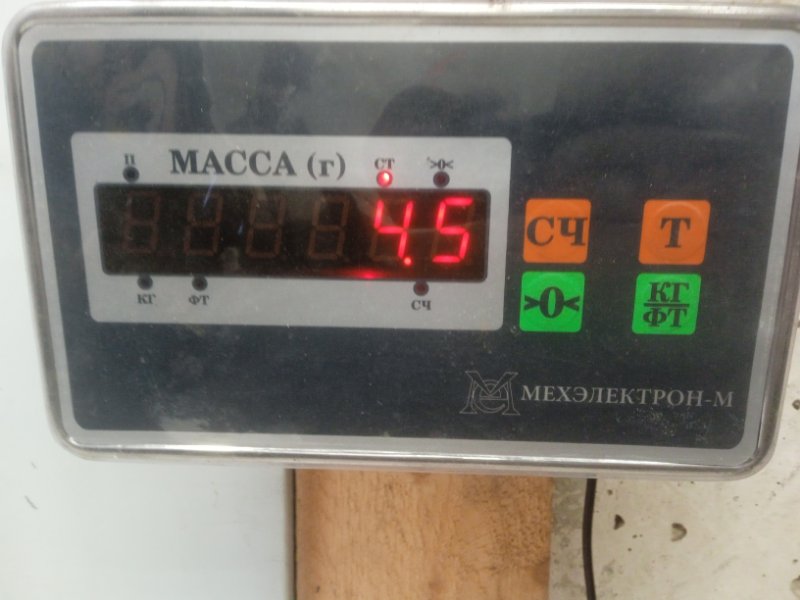 П МАССА (г) СТ >0<
4.5
КГ ФТ СЧ
СЧ Т
>0< КГ/ФТ
МЕХЭЛЕКТРОН-М